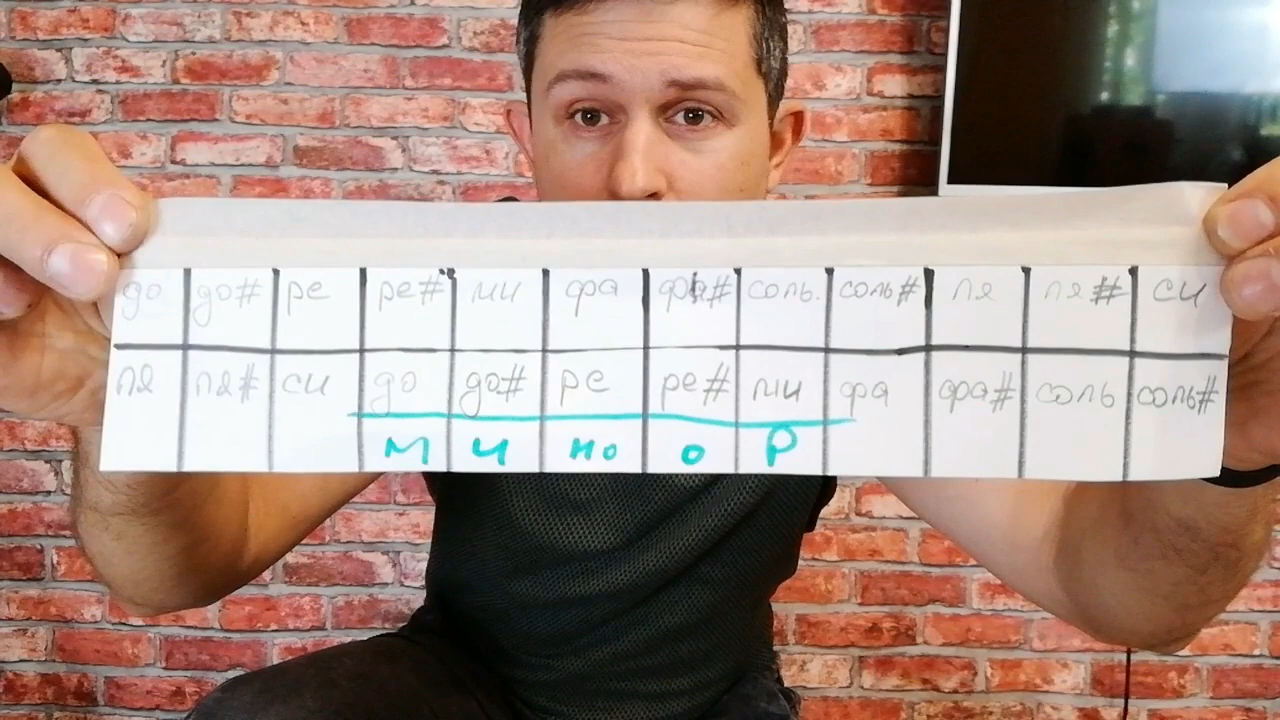 до до# ре ре# ми фа фа# соль. соль# ля ля# си
ля ля# си до до# ре ре# ми фа фа# соль соль#
м и но о р